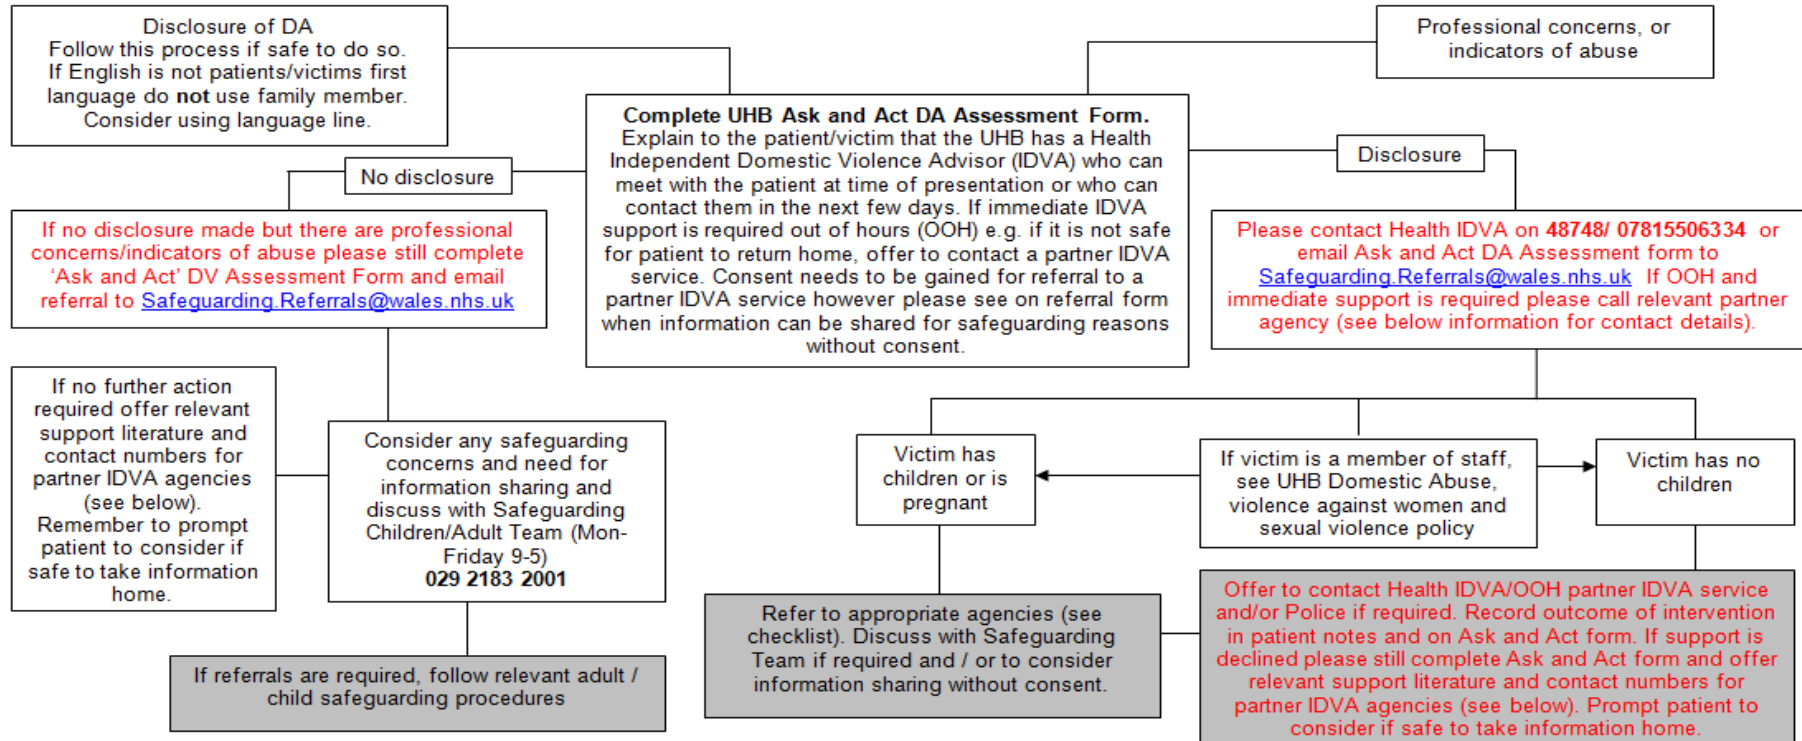 Disclosure of DA
Follow this process if safe to do so.
If English is not patients/victims first
language do not use family member.
Consider using language line.
Professional concerns, or
indicators of abuse
Complete UHB Ask and Act DA Assessment Form.
Explain to the patient/victim that the UHB has a Health
Independent Domestic Violence Advisor (IDVA) who can
meet with the patient at time of presentation or who can
contact them in the next few days. If immediate IDVA
support is required out of hours (OOH) e.g. if it is not safe
for patient to return home, offer to contact a partner IDVA
service. Consent needs to be gained for referral to a
partner IDVA service however please see on referral form
when information can be shared for safeguarding reasons
without consent.
No disclosure
Disclosure
If no disclosure made but there are professional
concerns/indicators of abuse please still complete
‘Ask and Act’ DV Assessment Form and email
referral to Safeguarding.Referrals@wales.nhs.uk
Please contact Health IDVA on 48748/ 07815506334 or
email Ask and Act DA Assessment form to
Safeguarding.Referrals@wales.nhs.uk If OOH and
immediate support is required please call relevant partner
agency (see below information for contact details).
If no further action
required offer relevant
support literature and
contact numbers for
partner IDVA agencies
(see below).
Remember to prompt
patient to consider if
safe to take information
home.
Consider any safeguarding
concerns and need for
information sharing and
discuss with Safeguarding
Children/Adult Team (Mon-
Friday 9-5)
029 2183 2001
Victim has
children or is
pregnant
If victim is a member of staff,
see UHB Domestic Abuse,
violence against women and
sexual violence policy
Victim has no
children
If referrals are required, follow relevant adult /
child safeguarding procedures
Refer to appropriate agencies (see
checklist). Discuss with Safeguarding
Team if required and / or to consider
information sharing without consent.
Offer to contact Health IDVA/OOH partner IDVA service
and/or Police if required. Record outcome of intervention
in patient notes and on Ask and Act form. If support is
declined please still complete Ask and Act form and offer
relevant support literature and contact numbers for
partner IDVA agencies (see below). Prompt patient to
consider if safe to take information home.